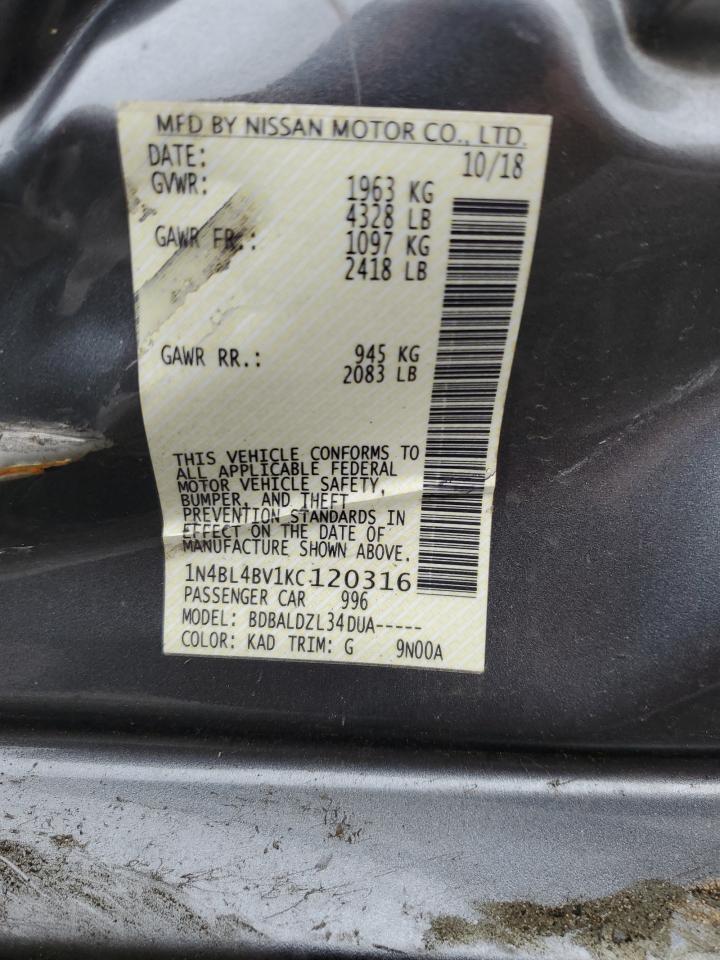 MFD BY NISSAN MOTOR CO., LTD.
DATE: 10/18
GVWR: 1963 KG
4328 LB
GAWR FR.: 1097 KG
2418 LB
GAWR RR.: 945 KG
2083 LB
THIS VEHICLE CONFORMS TO
ALL APPLICABLE FEDERAL
MOTOR VEHICLE SAFETY,
BUMPER, AND THEFT
PREVENTION STANDARDS IN
EFFECT ON THE DATE OF
MANUFACTURE SHOWN ABOVE.
1N4BL4BV1KC120316
PASSENGER CAR 996
MODEL: BDBALDZL34DUA-----
COLOR: KAD TRIM: G 9N00A